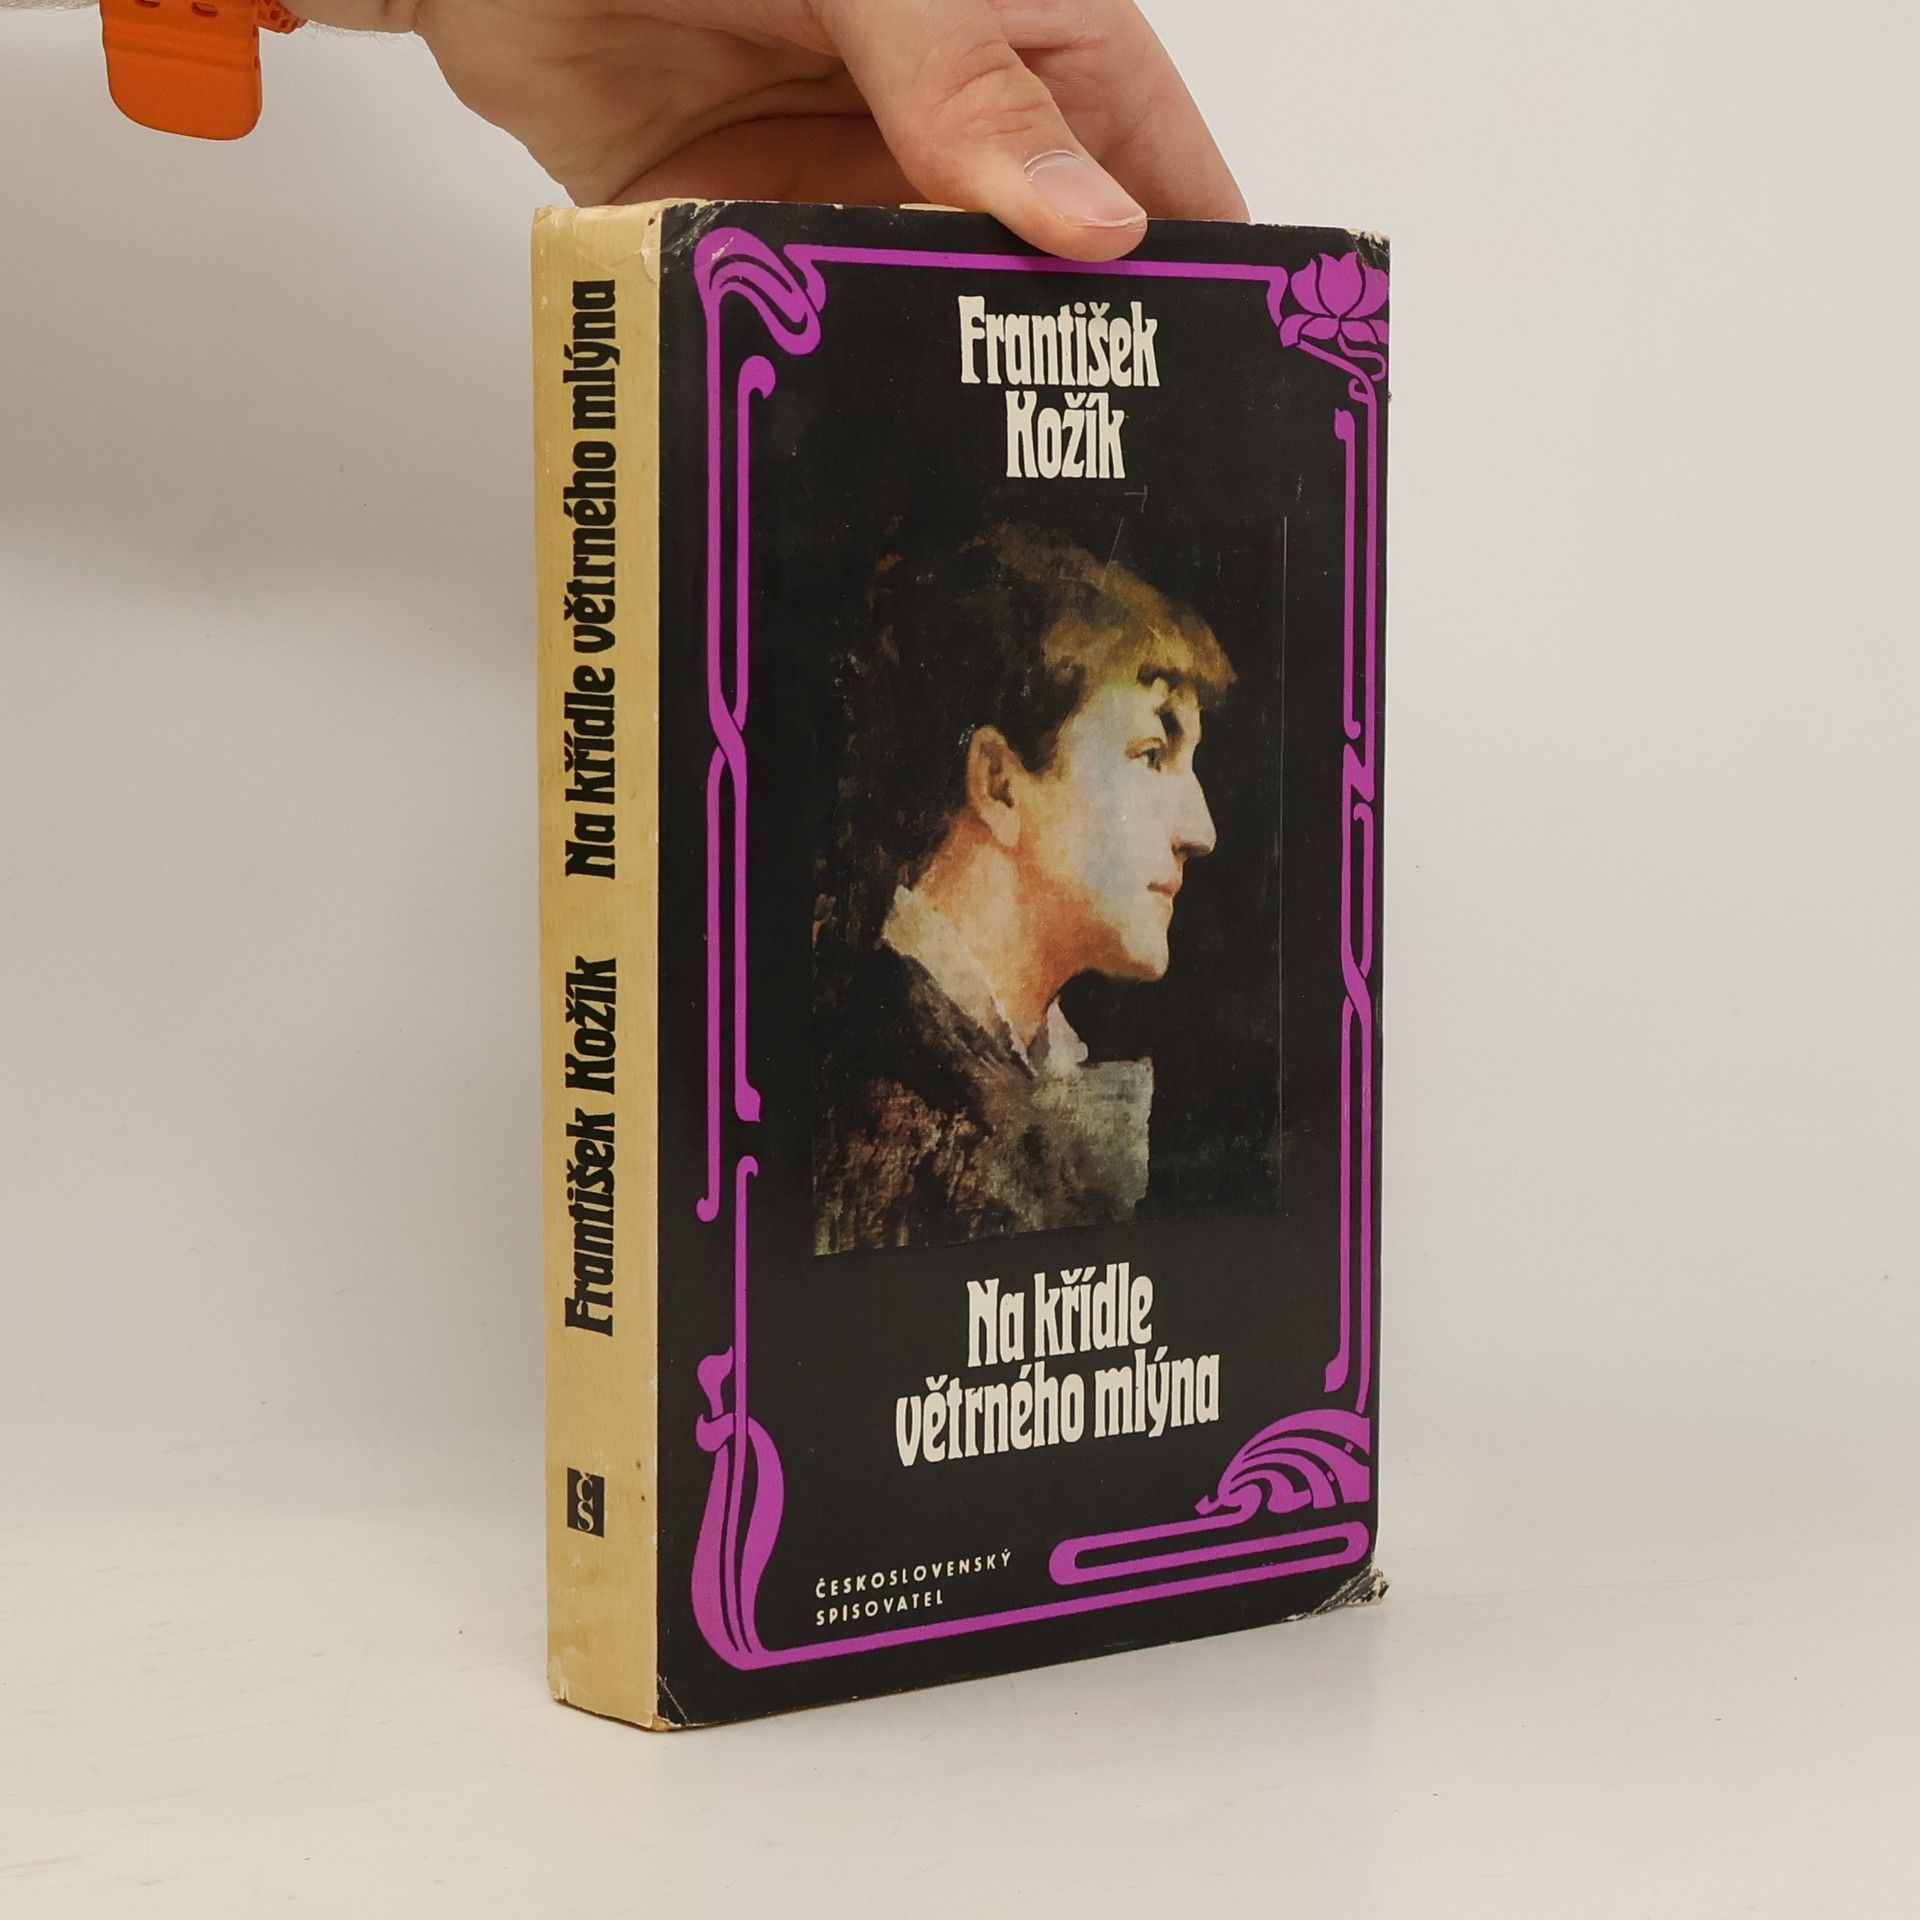 František Kožík Na křídle větrného mlýna
ČS
František
Kožík
Na křídle
větrného mlýna
ČESKOSLOVENSKÝ
SPISOVATEL